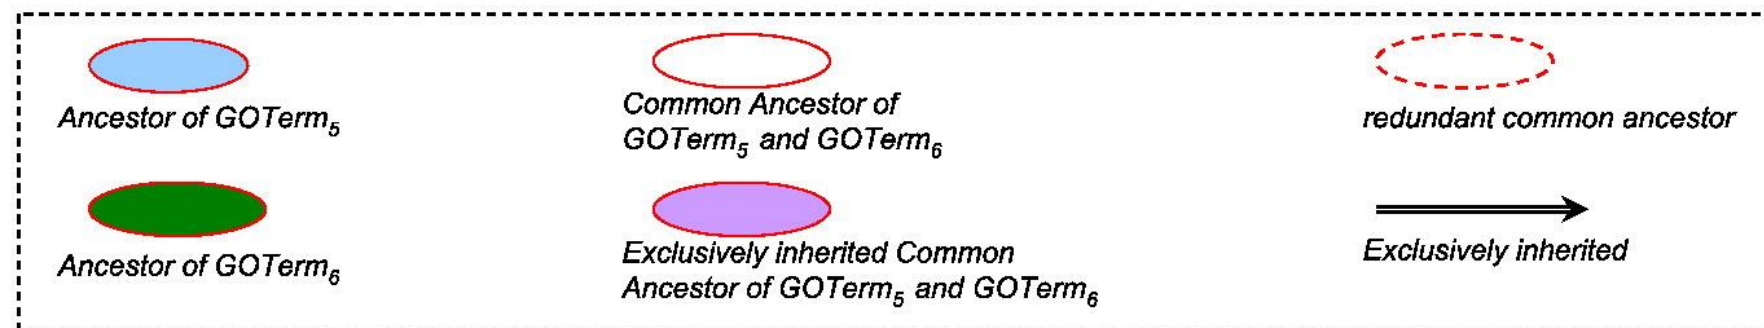 Ancestor of GOTerm₅
Common Ancestor of
GOTerm₅ and GOTerm₆
redundant common ancestor
Ancestor of GOTerm₆
Exclusively inherited Common
Ancestor of GOTerm₅ and GOTerm₆
Exclusively inherited